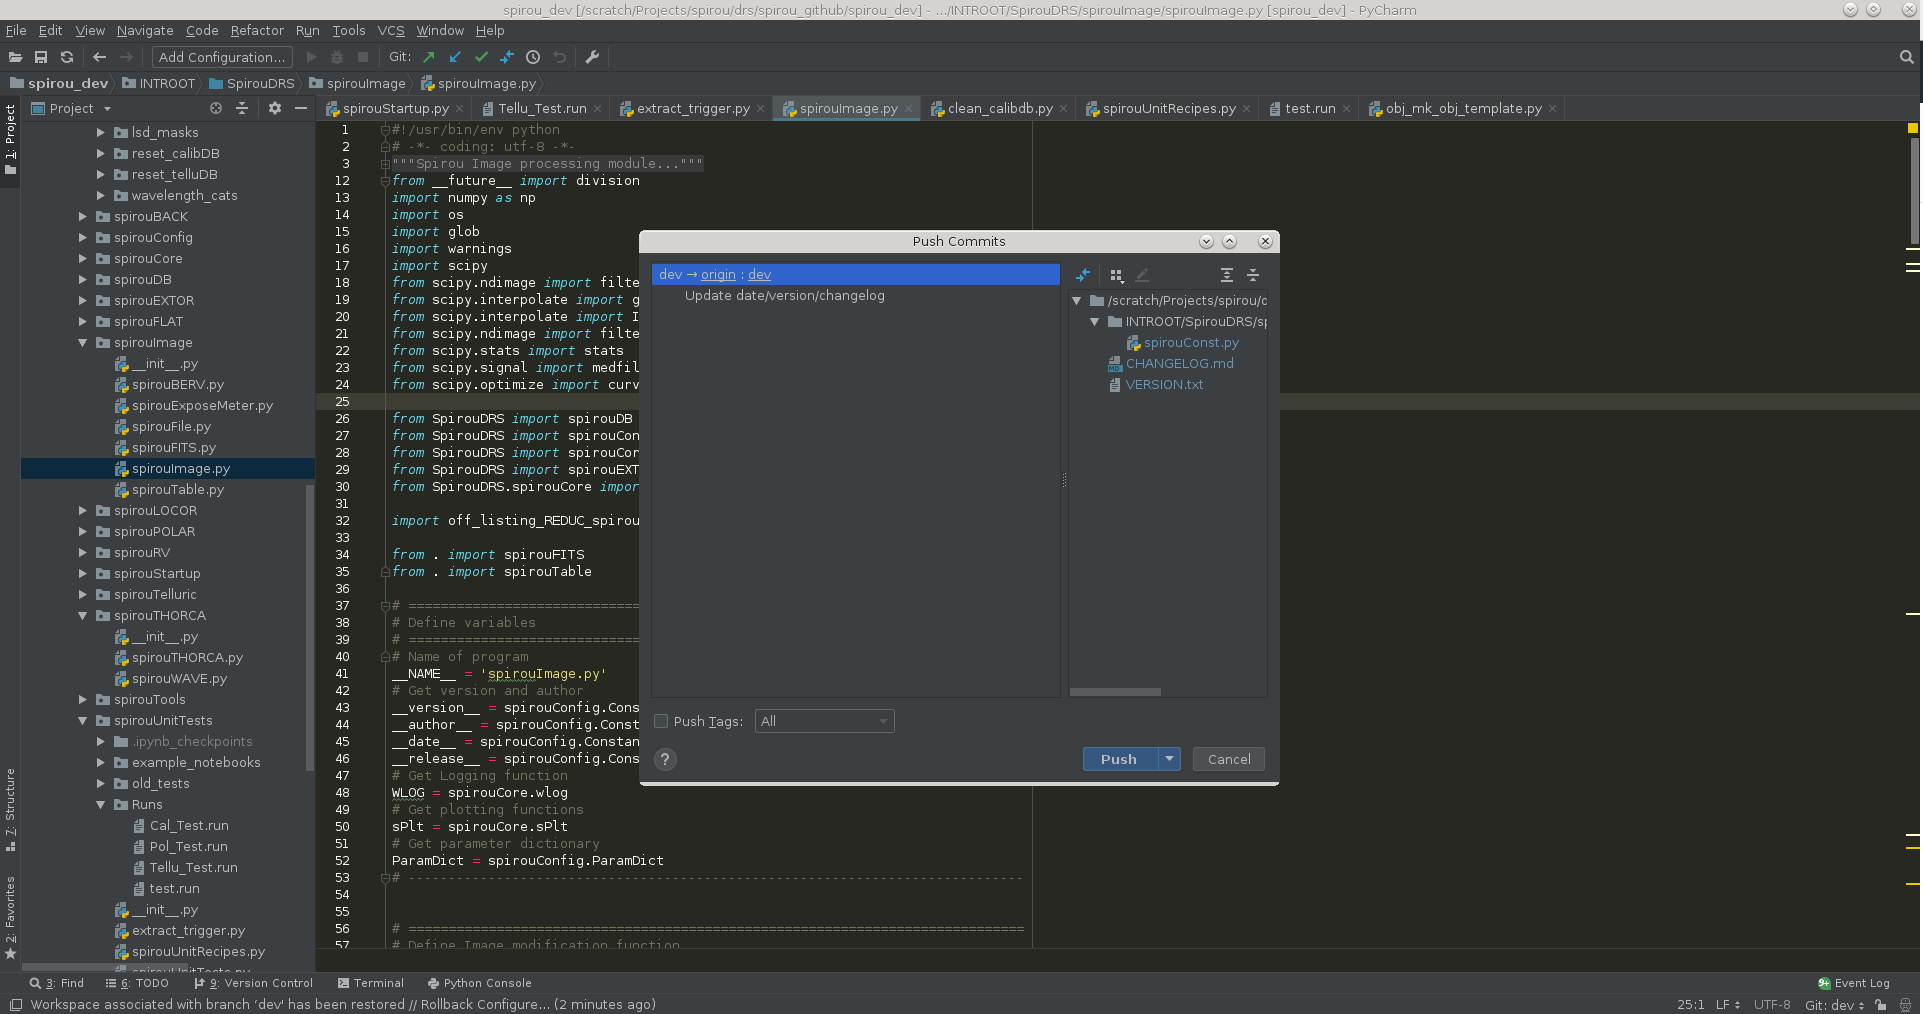 spirou_dev [/scratch/Projects/spirou/drs/spirou_github/spirou_dev] - .../INTROOT/SpirouDRS/spirouImage/spirouImage.py [spirou_dev] - PyCharm
File Edit View Navigate Code Refactor Run Tools VCS Window Help
Add Configuration... Git:
spirou_dev INTROOT SpirouDRS spirouImage spirouImage.py
Project
spirouStartup.py Tellu_Test.run extract_trigger.py spirouImage.py clean_calibdb.py spirouUnitRecipes.py test.run obj_mk_obj_template.py
1: Project
7: Structure
2: Favorites
lsd_masks
reset_calibDB
reset_telluDB
wavelength_cats
spirouBACK
spirouConfig
spirouCore
spirouDB
spirouEXTOR
spirouFLAT
spirouImage
__init__.py
spirouBERV.py
spirouExposeMeter.py
spirouFile.py
spirouFITS.py
spirouImage.py
spirouTable.py
spirouLOCOR
spirouPOLAR
spirouRV
spirouStartup
spirouTelluric
spirouTHORCA
__init__.py
spirouTHORCA.py
spirouWAVE.py
spirouTools
spirouUnitTests
.ipynb_checkpoints
example_notebooks
old_tests
Runs
Cal_Test.run
Pol_Test.run
Tellu_Test.run
test.run
__init__.py
extract_trigger.py
spirouUnitRecipes.py
spirouUnitTests.py
1 #!/usr/bin/env python
2 # -*- coding: utf-8 -*-
3 """Spirou Image processing module..."""
12 from __future__ import division
13 import numpy as np
14 import os
15 import glob
16 import warnings
17 import scipy
18 from scipy.ndimage import filte
19 from scipy.interpolate import g
20 from scipy.interpolate import I
21 from scipy.ndimage import filte
22 from scipy.stats import stats
23 from scipy.signal import medfil
24 from scipy.optimize import curv
25
26 from SpirouDRS import spirouDB
27 from SpirouDRS import spirouCon
28 from SpirouDRS import spirouCor
29 from SpirouDRS import spirouEXT
30 from SpirouDRS.spirouCore impor
31
32 import off_listing_REDUC_spirou
33
34 from . import spirouFITS
35 from . import spirouTable
36
37 # =============================
38 # Define variables
39 # =============================
40 # Name of program
41 __NAME__ = 'spirouImage.py'
42 # Get version and author
43 __version__ = spirouConfig.Cons
44 __author__ = spirouConfig.Const
45 __date__ = spirouConfig.Constan
46 __release__ = spirouConfig.Cons
47 # Get Logging function
48 WLOG = spirouCore.wlog
49 # Get plotting functions
50 sPlt = spirouCore.sPlt
51 # Get parameter dictionary
52 ParamDict = spirouConfig.ParamDict
53 # -----------------------------------------------------------------------------
54
55
56 # =============================================================================
57 # Define Image modification function
Push Commits
dev → origin : dev
Update date/version/changelog
/scratch/Projects/spirou/d
INTROOT/SpirouDRS/sp
spirouConst.py
CHANGELOG.md
VERSION.txt
Push Tags: All
? Push Cancel
3: Find 6: TODO 9: Version Control Terminal Python Console Event Log
Workspace associated with branch 'dev' has been restored // Rollback Configure... (2 minutes ago) 25:1 LF UTF-8 Git: dev